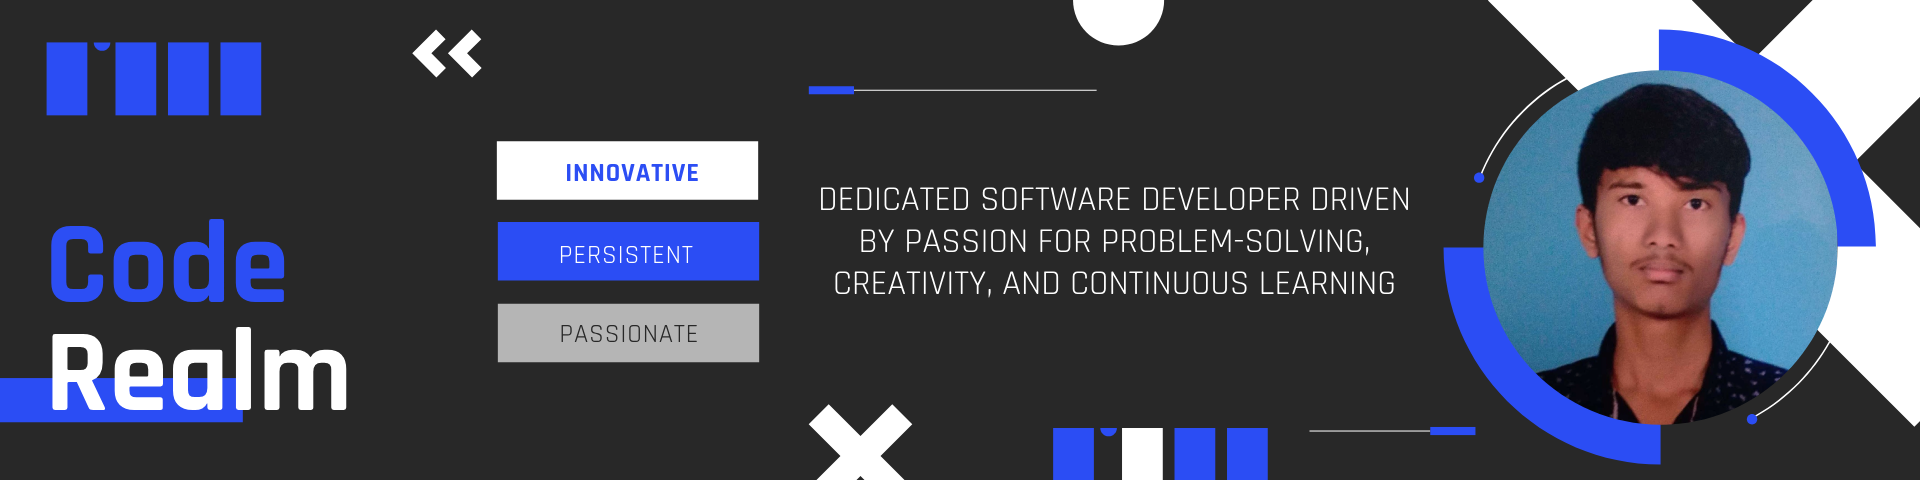 Code
Realm
INNOVATIVE
PERSISTENT
PASSIONATE
DEDICATED SOFTWARE DEVELOPER DRIVEN
BY PASSION FOR PROBLEM-SOLVING,
CREATIVITY, AND CONTINUOUS LEARNING